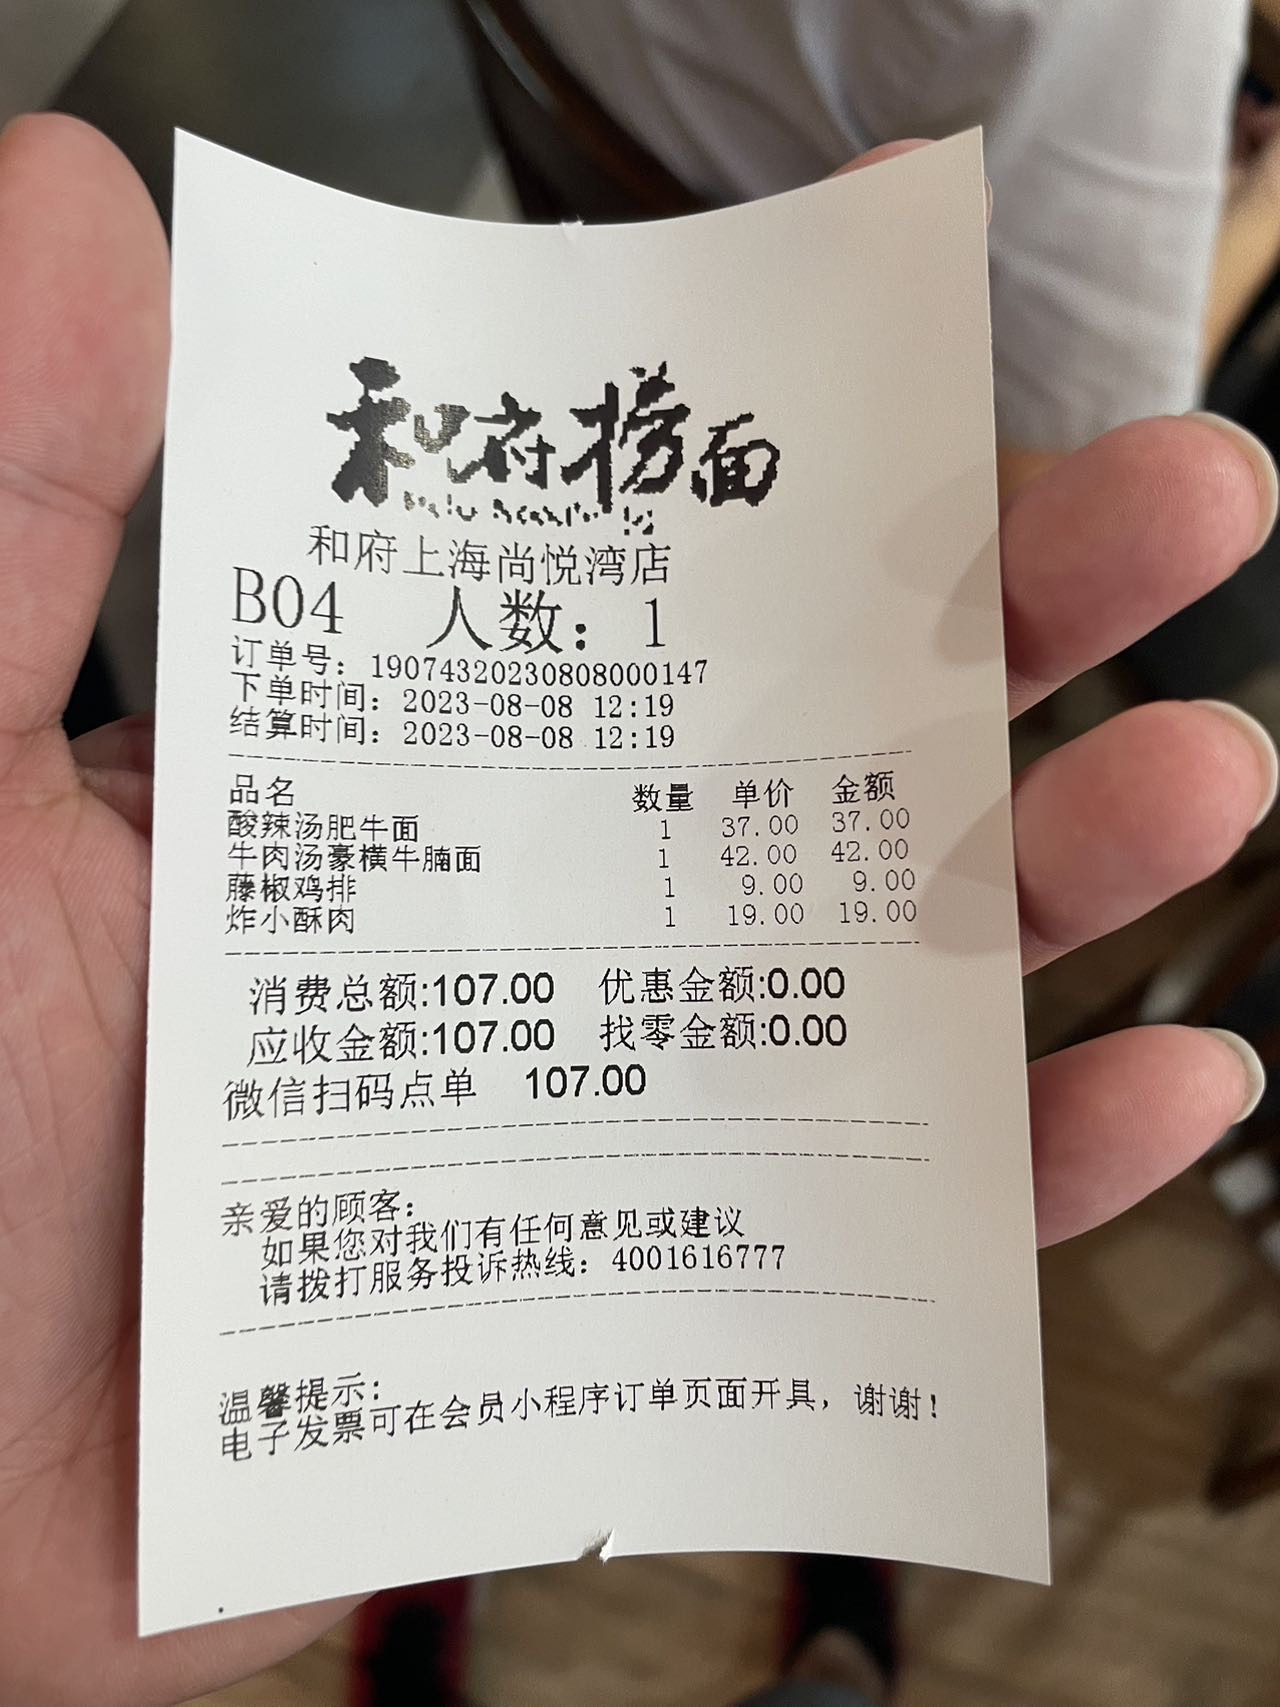 和府捞面
和府上海尚悦湾店
B04 人数：1
订单号：19074320230808000147
下单时间：2023-08-08 12:19
结算时间：2023-08-08 12:19
品名 数量 单价 金额
酸辣汤肥牛面 1 37.00 37.00
牛肉汤豪横牛腩面 1 42.00 42.00
藤椒鸡排 1 9.00 9.00
炸小酥肉 1 19.00 19.00
消费总额:107.00 优惠金额:0.00
应收金额:107.00 找零金额:0.00
微信扫码点单 107.00
亲爱的顾客：
如果您对我们有任何意见或建议
请拨打服务投诉热线：4001616777
温馨提示：
电子发票可在会员小程序订单页面开具，谢谢！